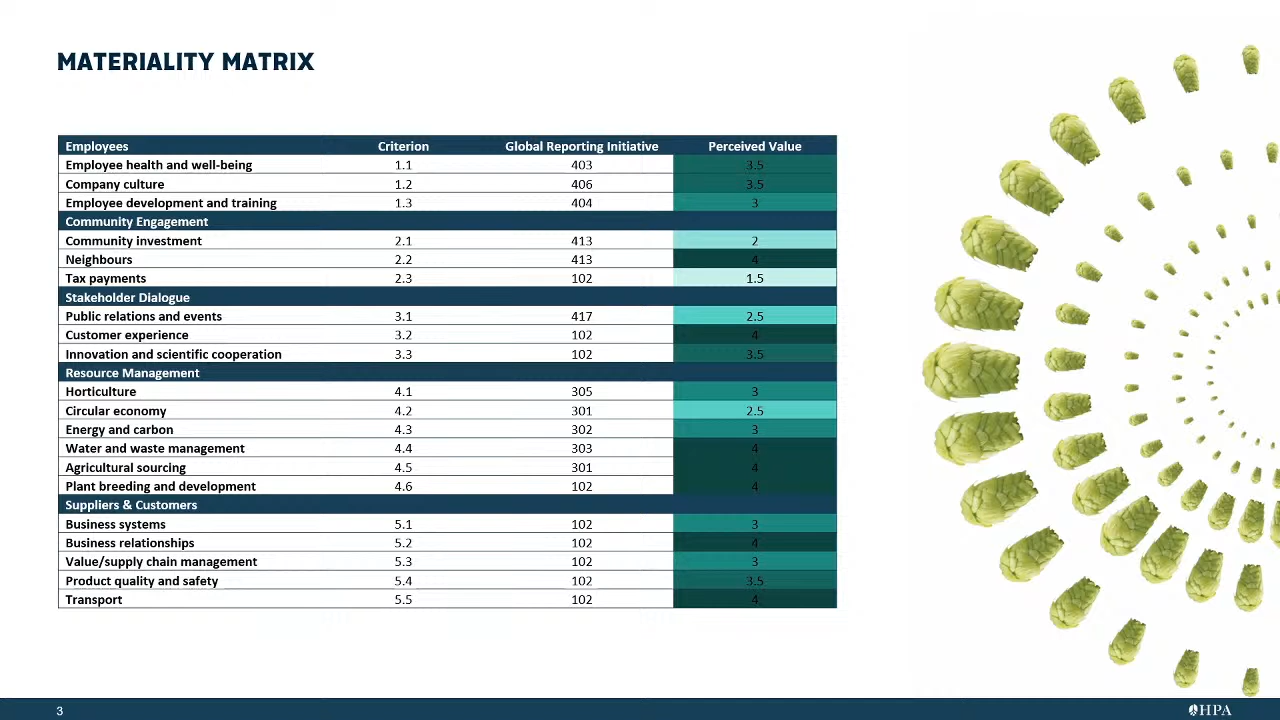 MATERIALITY MATRIX
Employees Criterion Global Reporting Initiative Perceived Value
Employee health and well-being 1.1 403 3.5
Company culture 1.2 406 3.5
Employee development and training 1.3 404 3
Community Engagement
Community investment 2.1 413 2
Neighbours 2.2 413 4
Tax payments 2.3 102 1.5
Stakeholder Dialogue
Public relations and events 3.1 417 2.5
Customer experience 3.2 102 4
Innovation and scientific cooperation 3.3 102 3.5
Resource Management
Horticulture 4.1 305 3
Circular economy 4.2 301 2.5
Energy and carbon 4.3 302 3
Water and waste management 4.4 303 4
Agricultural sourcing 4.5 301 4
Plant breeding and development 4.6 102 4
Suppliers & Customers
Business systems 5.1 102 3
Business relationships 5.2 102 4
Value/supply chain management 5.3 102 3
Product quality and safety 5.4 102 3.5
Transport 5.5 102 4
3
HPA